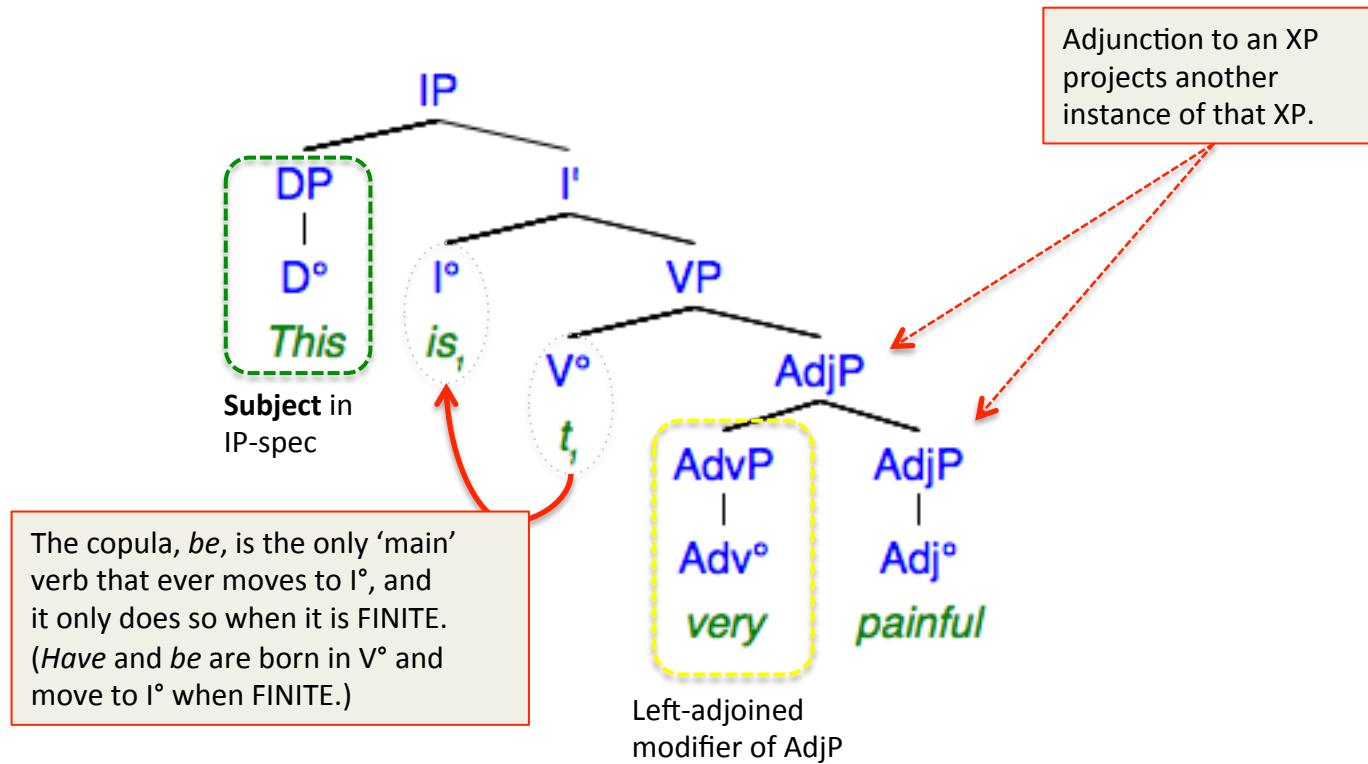 Adjunction to an XP
projects another
instance of that XP.
IP
DP I'
D° I° VP
This is₁
V° AdjP
Subject in
IP-spec
t₁
AdvP AdjP
The copula, be, is the only ‘main’
verb that ever moves to I°, and
it only does so when it is FINITE.
(Have and be are born in V° and
move to I° when FINITE.)
Adv° Adj°
very painful
Left-adjoined
modifier of AdjP